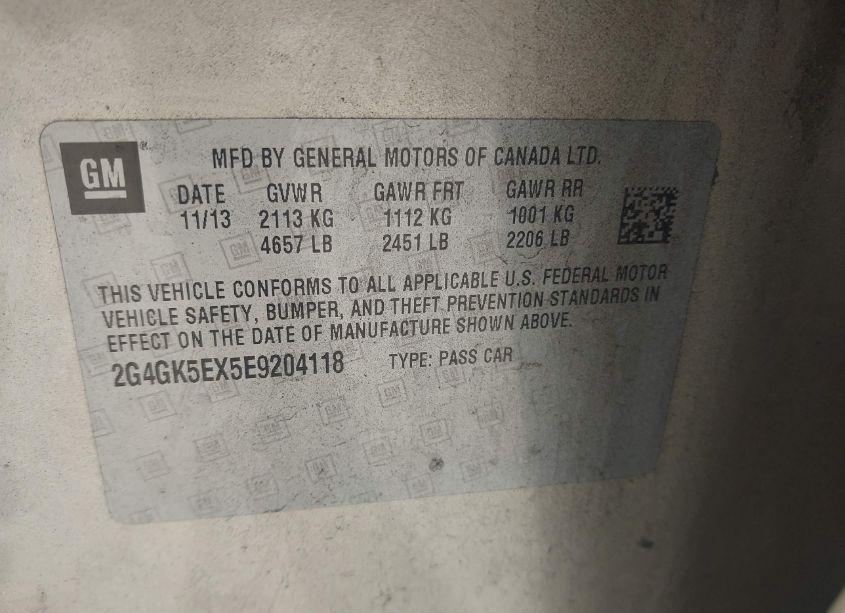 GM
MFD BY GENERAL MOTORS OF CANADA LTD.
DATE GVWR GAWR FRT GAWR RR
11/13 2113 KG 1112 KG 1001 KG
4657 LB 2451 LB 2206 LB
THIS VEHICLE CONFORMS TO ALL APPLICABLE U.S. FEDERAL MOTOR
VEHICLE SAFETY, BUMPER, AND THEFT PREVENTION STANDARDS IN
EFFECT ON THE DATE OF MANUFACTURE SHOWN ABOVE.
2G4GK5EX5E9204118 TYPE: PASS CAR